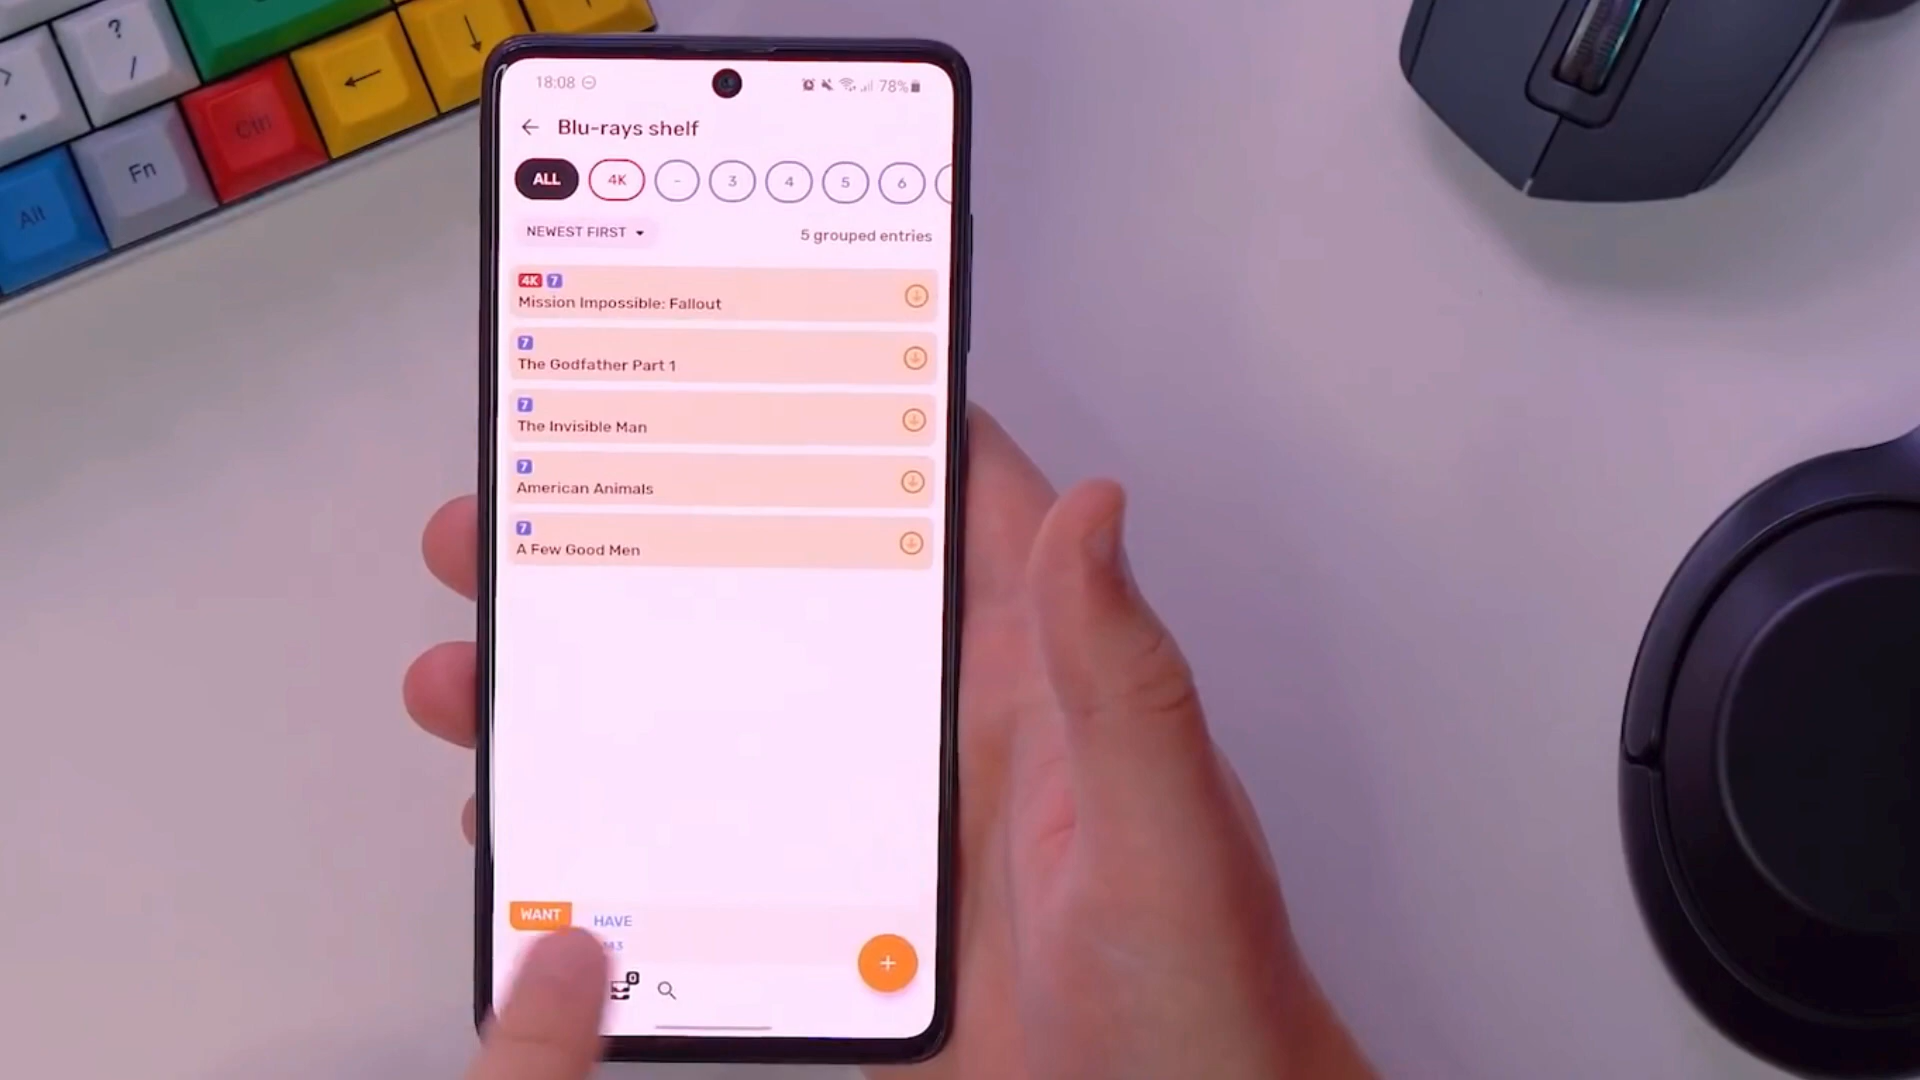 ?
/
Ctrl
Fn
Alt
18:08
78%
Blu-rays shelf
ALL
4K
-
3
4
5
6
NEWEST FIRST
5 grouped entries
4K 7
Mission Impossible: Fallout
7
The Godfather Part 1
7
The Invisible Man
7
American Animals
7
A Few Good Men
WANT
HAVE
0
+